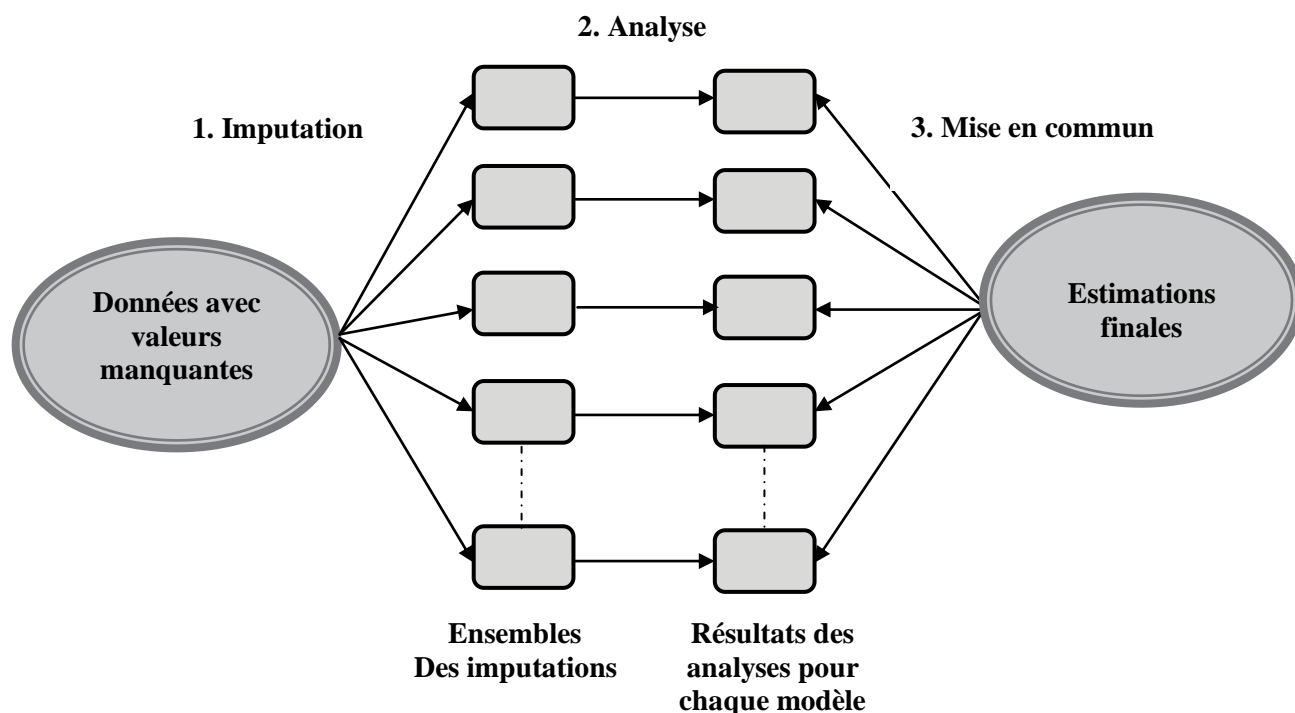 2. Analyse
1. Imputation
3. Mise en commun
Données avec
valeurs
manquantes
Estimations
finales
Ensembles
Des imputations
Résultats des
analyses pour
chaque modèle